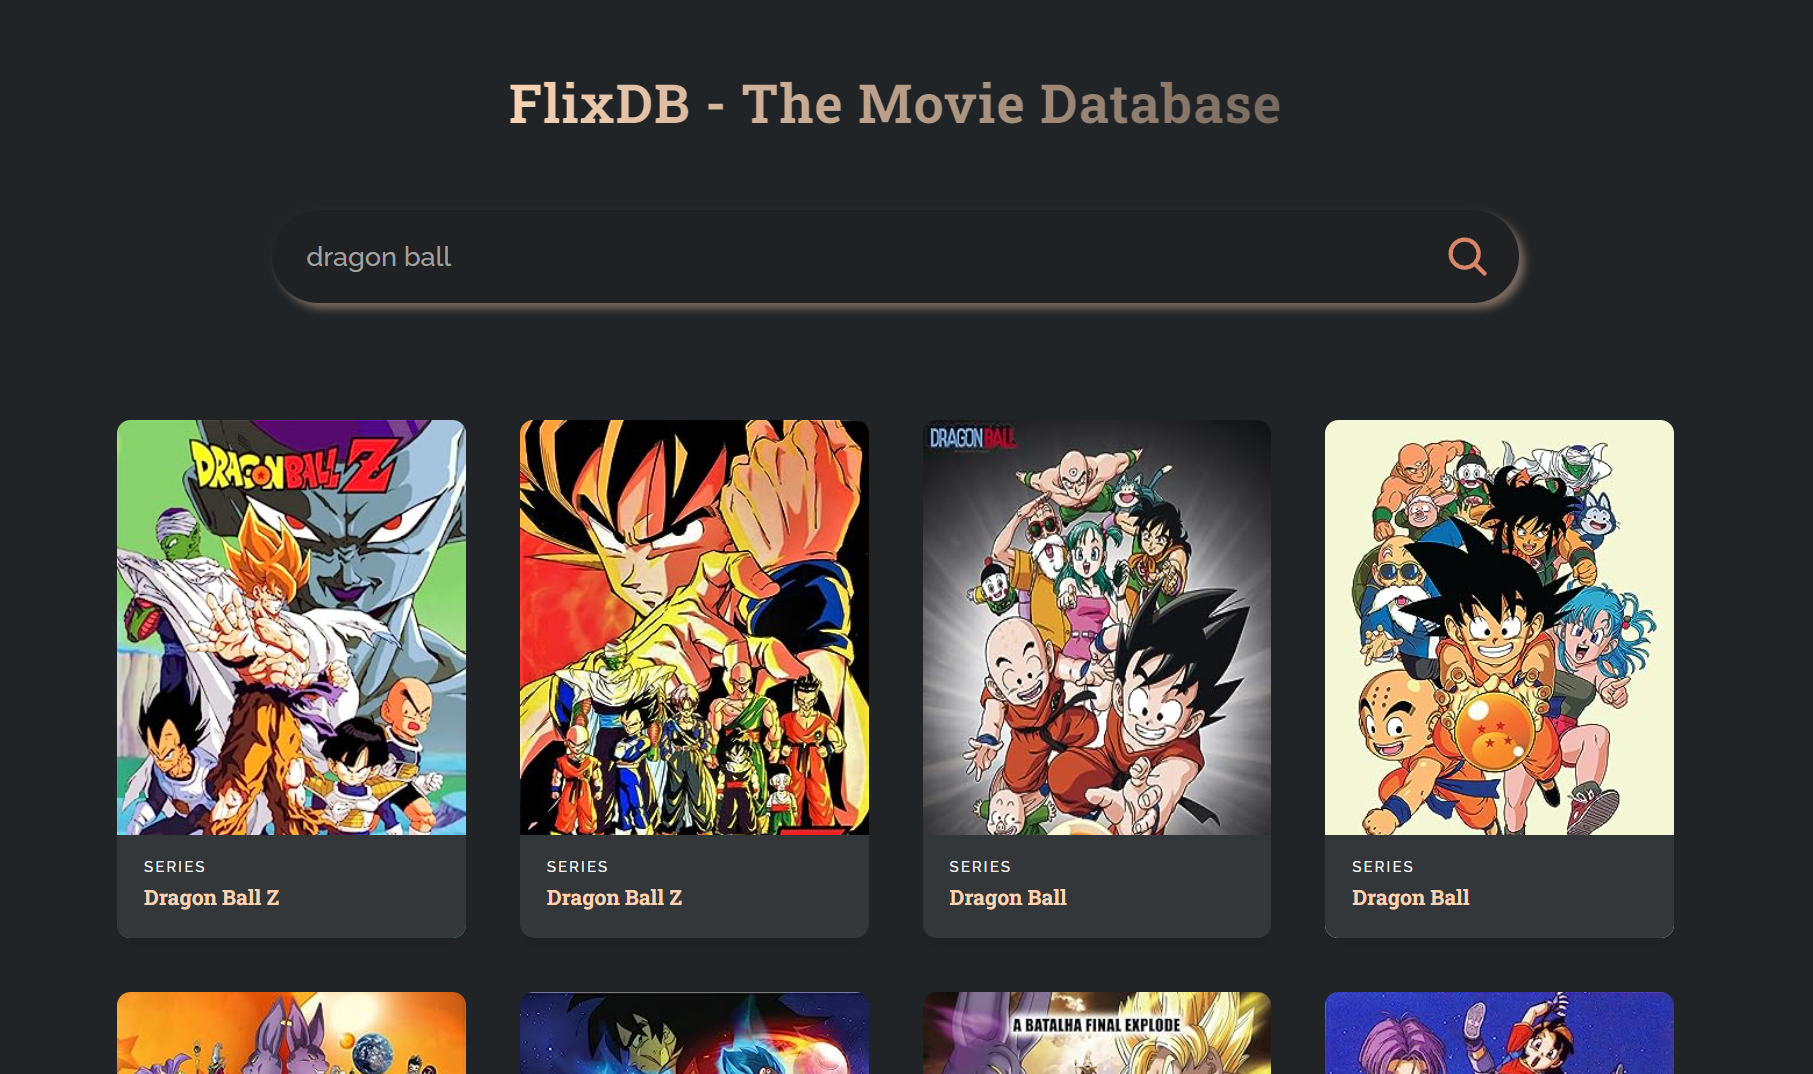 FlixDB - The Movie Database
dragon ball
DRAGON BALL Z
DRAGON BALL
SERIES
Dragon Ball Z
SERIES
Dragon Ball Z
SERIES
Dragon Ball
SERIES
Dragon Ball
A BATALHA FINAL EXPLODE